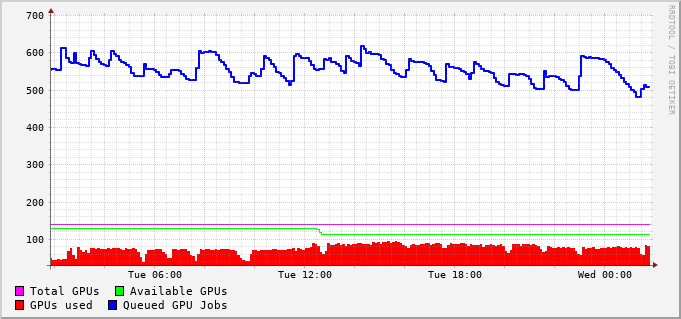 700
600
500
400
300
200
100
Tue 06:00 Tue 12:00 Tue 18:00 Wed 00:00
Total GPUs Available GPUs
GPUs used Queued GPU Jobs
RRDTOOL / TOBI OETIKER